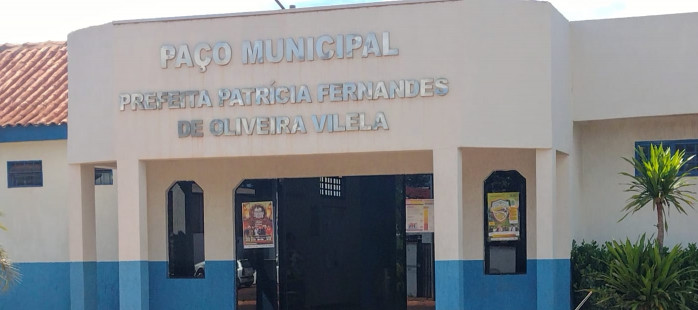 PAÇO MUNICIPAL
PREFEITA PATRÍCIA FERNANDES
DE OLIVEIRA VILELA